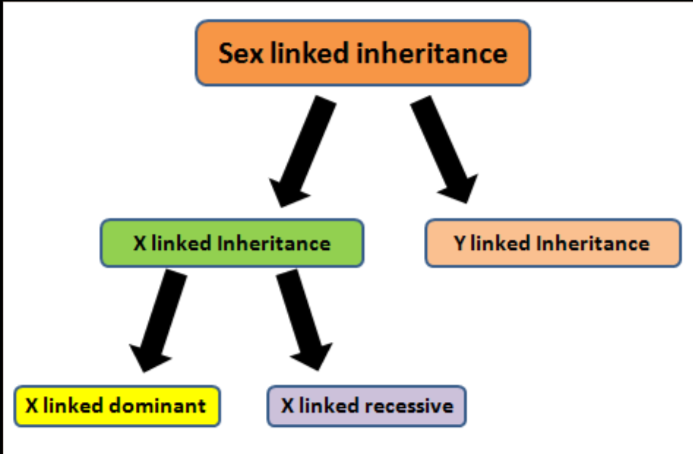 Sex linked inheritance
X linked Inheritance
Y linked Inheritance
X linked dominant
X linked recessive